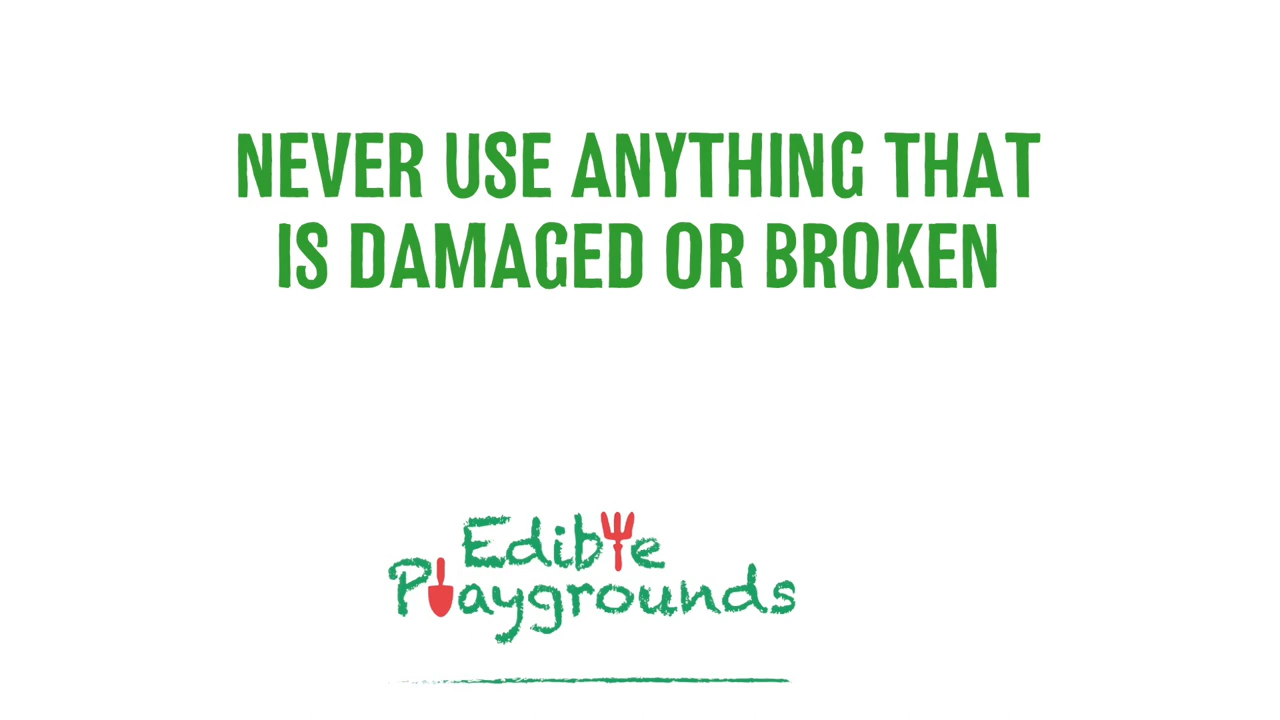 NEVER USE ANYTHING THAT
IS DAMAGED OR BROKEN
Edible
Playgrounds